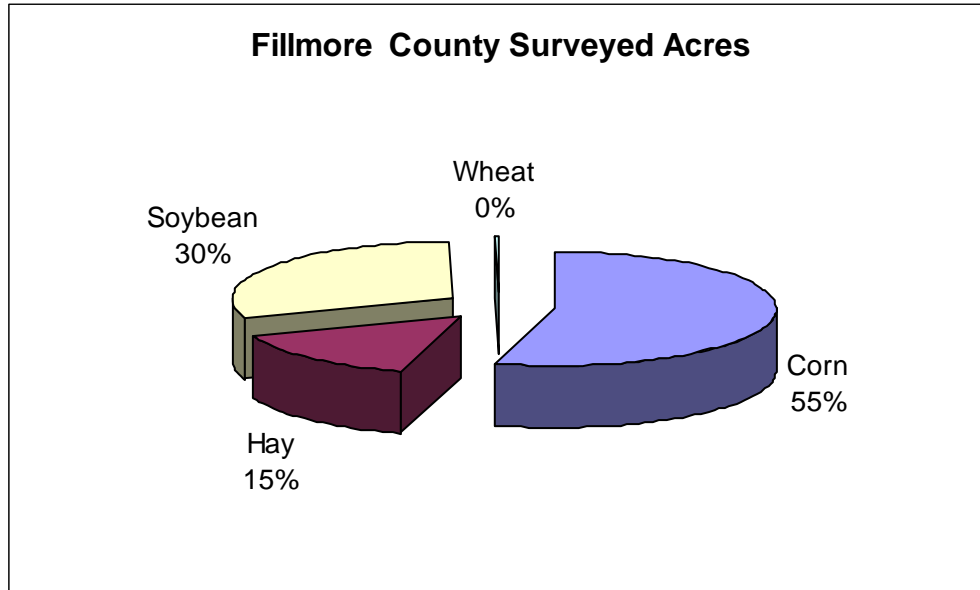 Fillmore County Surveyed Acres
Wheat
0%
Soybean
30%
Corn
55%
Hay
15%